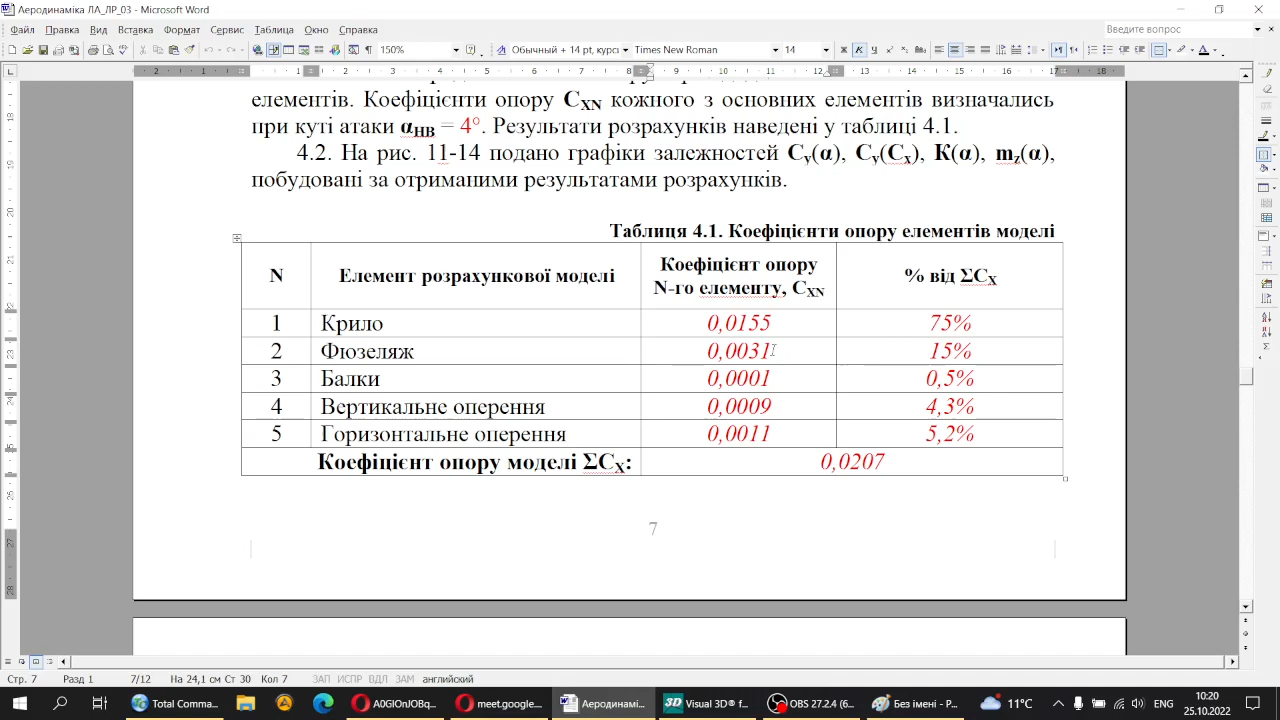 Аеродинаміка ЛА_ЛР_03 - Microsoft Word
Файл Правка Вид Вставка Формат Сервис Таблица Окно Справка
Введите вопрос
150% Обычный + 14 pt, курс Times New Roman 14
елементів. Коефіцієнти опору CXN кожного з основних елементів визначались
при куті атаки αНВ = 4°. Результати розрахунків наведені у таблиці 4.1.
4.2. На рис. 11-14 подано графіки залежностей Cy(α), Cy(Cx), K(α), mz(α),
побудовані за отриманими результатами розрахунків.
Таблиця 4.1. Коефіцієнти опору елементів моделі
N Елемент розрахункової моделі Коефіцієнт опору N-го елементу, CXN % від ΣCX
1 Крило 0,0155 75%
2 Фюзеляж 0,0031 15%
3 Балки 0,0001 0,5%
4 Вертикальне оперення 0,0009 4,3%
5 Горизонтальне оперення 0,0011 5,2%
Коефіцієнт опору моделі ΣCX: 0,0207
7
Стр. 7 Разд 1 7/12 На 24,1 см Ст 30 Кол 7 ЗАП ИСПР ВДЛ ЗАМ английский
Total Comma... A0GlOnJOBq... meet.google... Аеродинамі... Visual 3D® f... OBS 27.2.4 (6... Без імені - P... 11°C ENG 10:20
25.10.2022